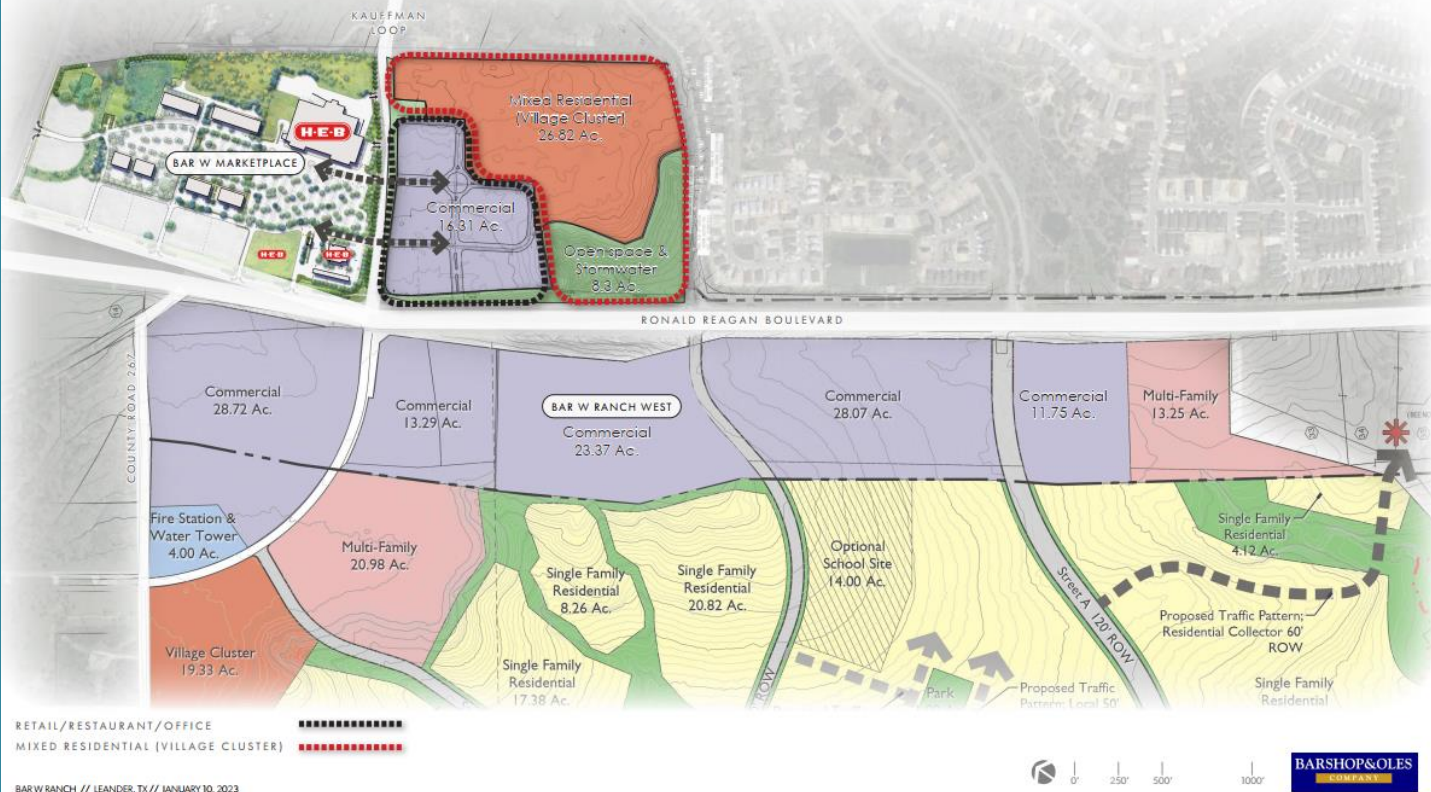 KAUFFMAN
LOOP
H-E-B
BAR W MARKETPLACE
H-E-B
H-E-B
Mixed Residential
(Village Cluster)
26.82 Ac.
Commercial
16.31 Ac.
Open space &
Stormwater
8.3 Ac.
RONALD REAGAN BOULEVARD
COUNTY ROAD 267
Commercial
28.72 Ac.
Commercial
13.29 Ac.
BAR W RANCH WEST
Commercial
23.37 Ac.
Commercial
28.07 Ac.
Commercial
11.75 Ac.
Multi-Family
13.25 Ac.
Fire Station &
Water Tower
4.00 Ac.
Multi-Family
20.98 Ac.
Single Family
Residential
8.26 Ac.
Single Family
Residential
20.82 Ac.
Optional
School Site
14.00 Ac.
Single Family
Residential
4.12 Ac.
Street A 120' ROW
Proposed Traffic Pattern;
Residential Collector 60'
ROW
Village Cluster
19.33 Ac.
Single Family
Residential
17.38 Ac.
ROW
Park
Proposed Traffic
Pattern; Local 50'
Single Family
Residential
RETAIL/RESTAURANT/OFFICE
MIXED RESIDENTIAL (VILLAGE CLUSTER)
BAR W RANCH // LEANDER, TX // JANUARY 10, 2023
0' 250' 500' 1000'
BARSHOP&OLES
COMPANY